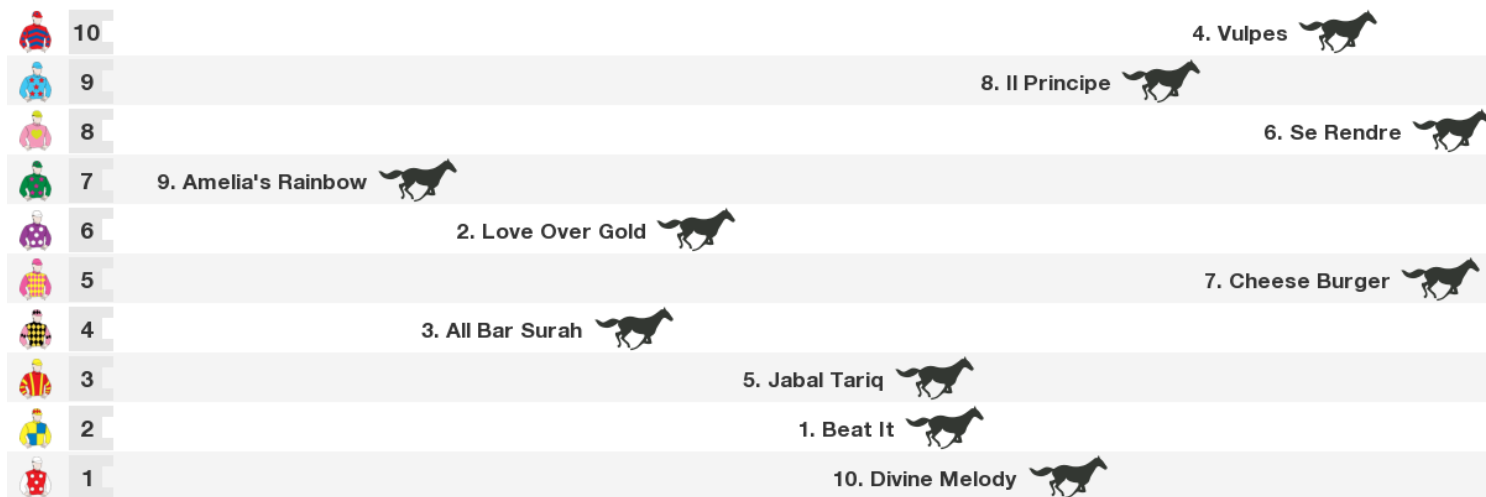 10 4. Vulpes
9 8. Il Principe
8 6. Se Rendre
7 9. Amelia's Rainbow
6 2. Love Over Gold
5 7. Cheese Burger
4 3. All Bar Surah
3 5. Jabal Tariq
2 1. Beat It
1 10. Divine Melody